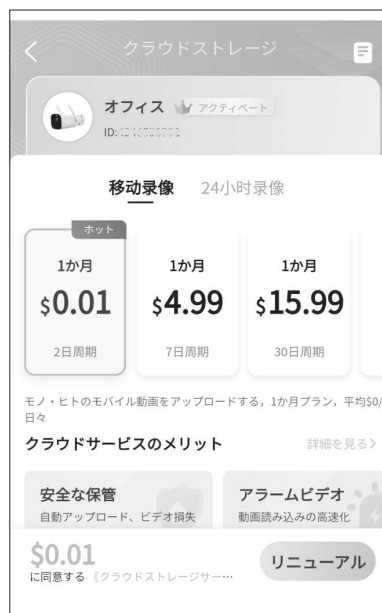 クラウドストレージ
オフィス アクティベート
ID:
移动录像 24小时录像
ホット
1か月 1か月 1か月
$0.01 $4.99 $15.99
2日周期 7日周期 30日周期
モノ・ヒトのモバイル動画をアップロードする，1か月プラン，平均$0/
日々
クラウドサービスのメリット 詳細を見る>
安全な保管 アラームビデオ
自動アップロード、ビデオ損失 動画読み込みの高速化
$0.01 リニューアル
に同意する《クラウドストレージサー…